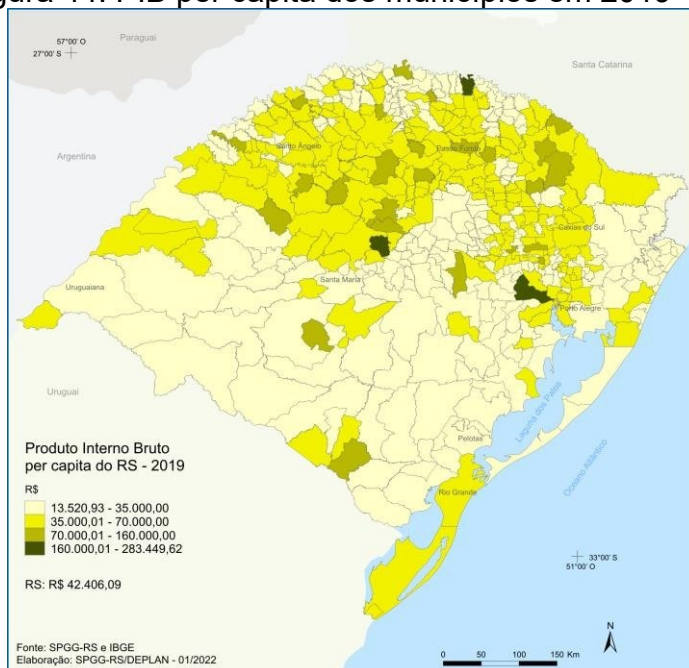 gura 44: PIB per capita dos municípios em 2019
Paraguai
57°00' O
27°00' S
Santa Catarina
Argentina
Santo Ângelo
Passo Fundo
Caxias do Sul
Santa Maria
Uruguaiana
Porto Alegre
Uruguai
Laguna dos Patos
Pelotas
Oceano Atlântico
Rio Grande
Produto Interno Bruto
per capita do RS - 2019
R$
13.520,93 - 35.000,00
35.000,01 - 70.000,00
70.000,01 - 160.000,00
160.000,01 - 283.449,62
RS: R$ 42.406,09
33°00' S
51°00' O
N
0 50 100 150 Km
Fonte: SPGG-RS e IBGE
Elaboração: SPGG-RS/DEPLAN - 01/2022